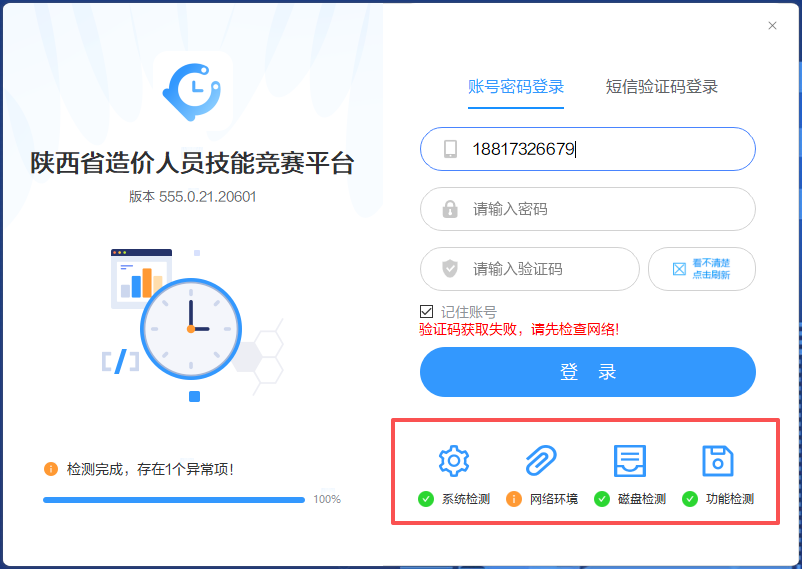 陕西省造价人员技能竞赛平台
版本 555.0.21.20601
检测完成，存在1个异常项！
100%
账号密码登录 短信验证码登录
18817326679
请输入密码
请输入验证码
看不清楚
点击刷新
记住账号
验证码获取失败，请先检查网络!
登 录
系统检测 网络环境 磁盘检测 功能检测